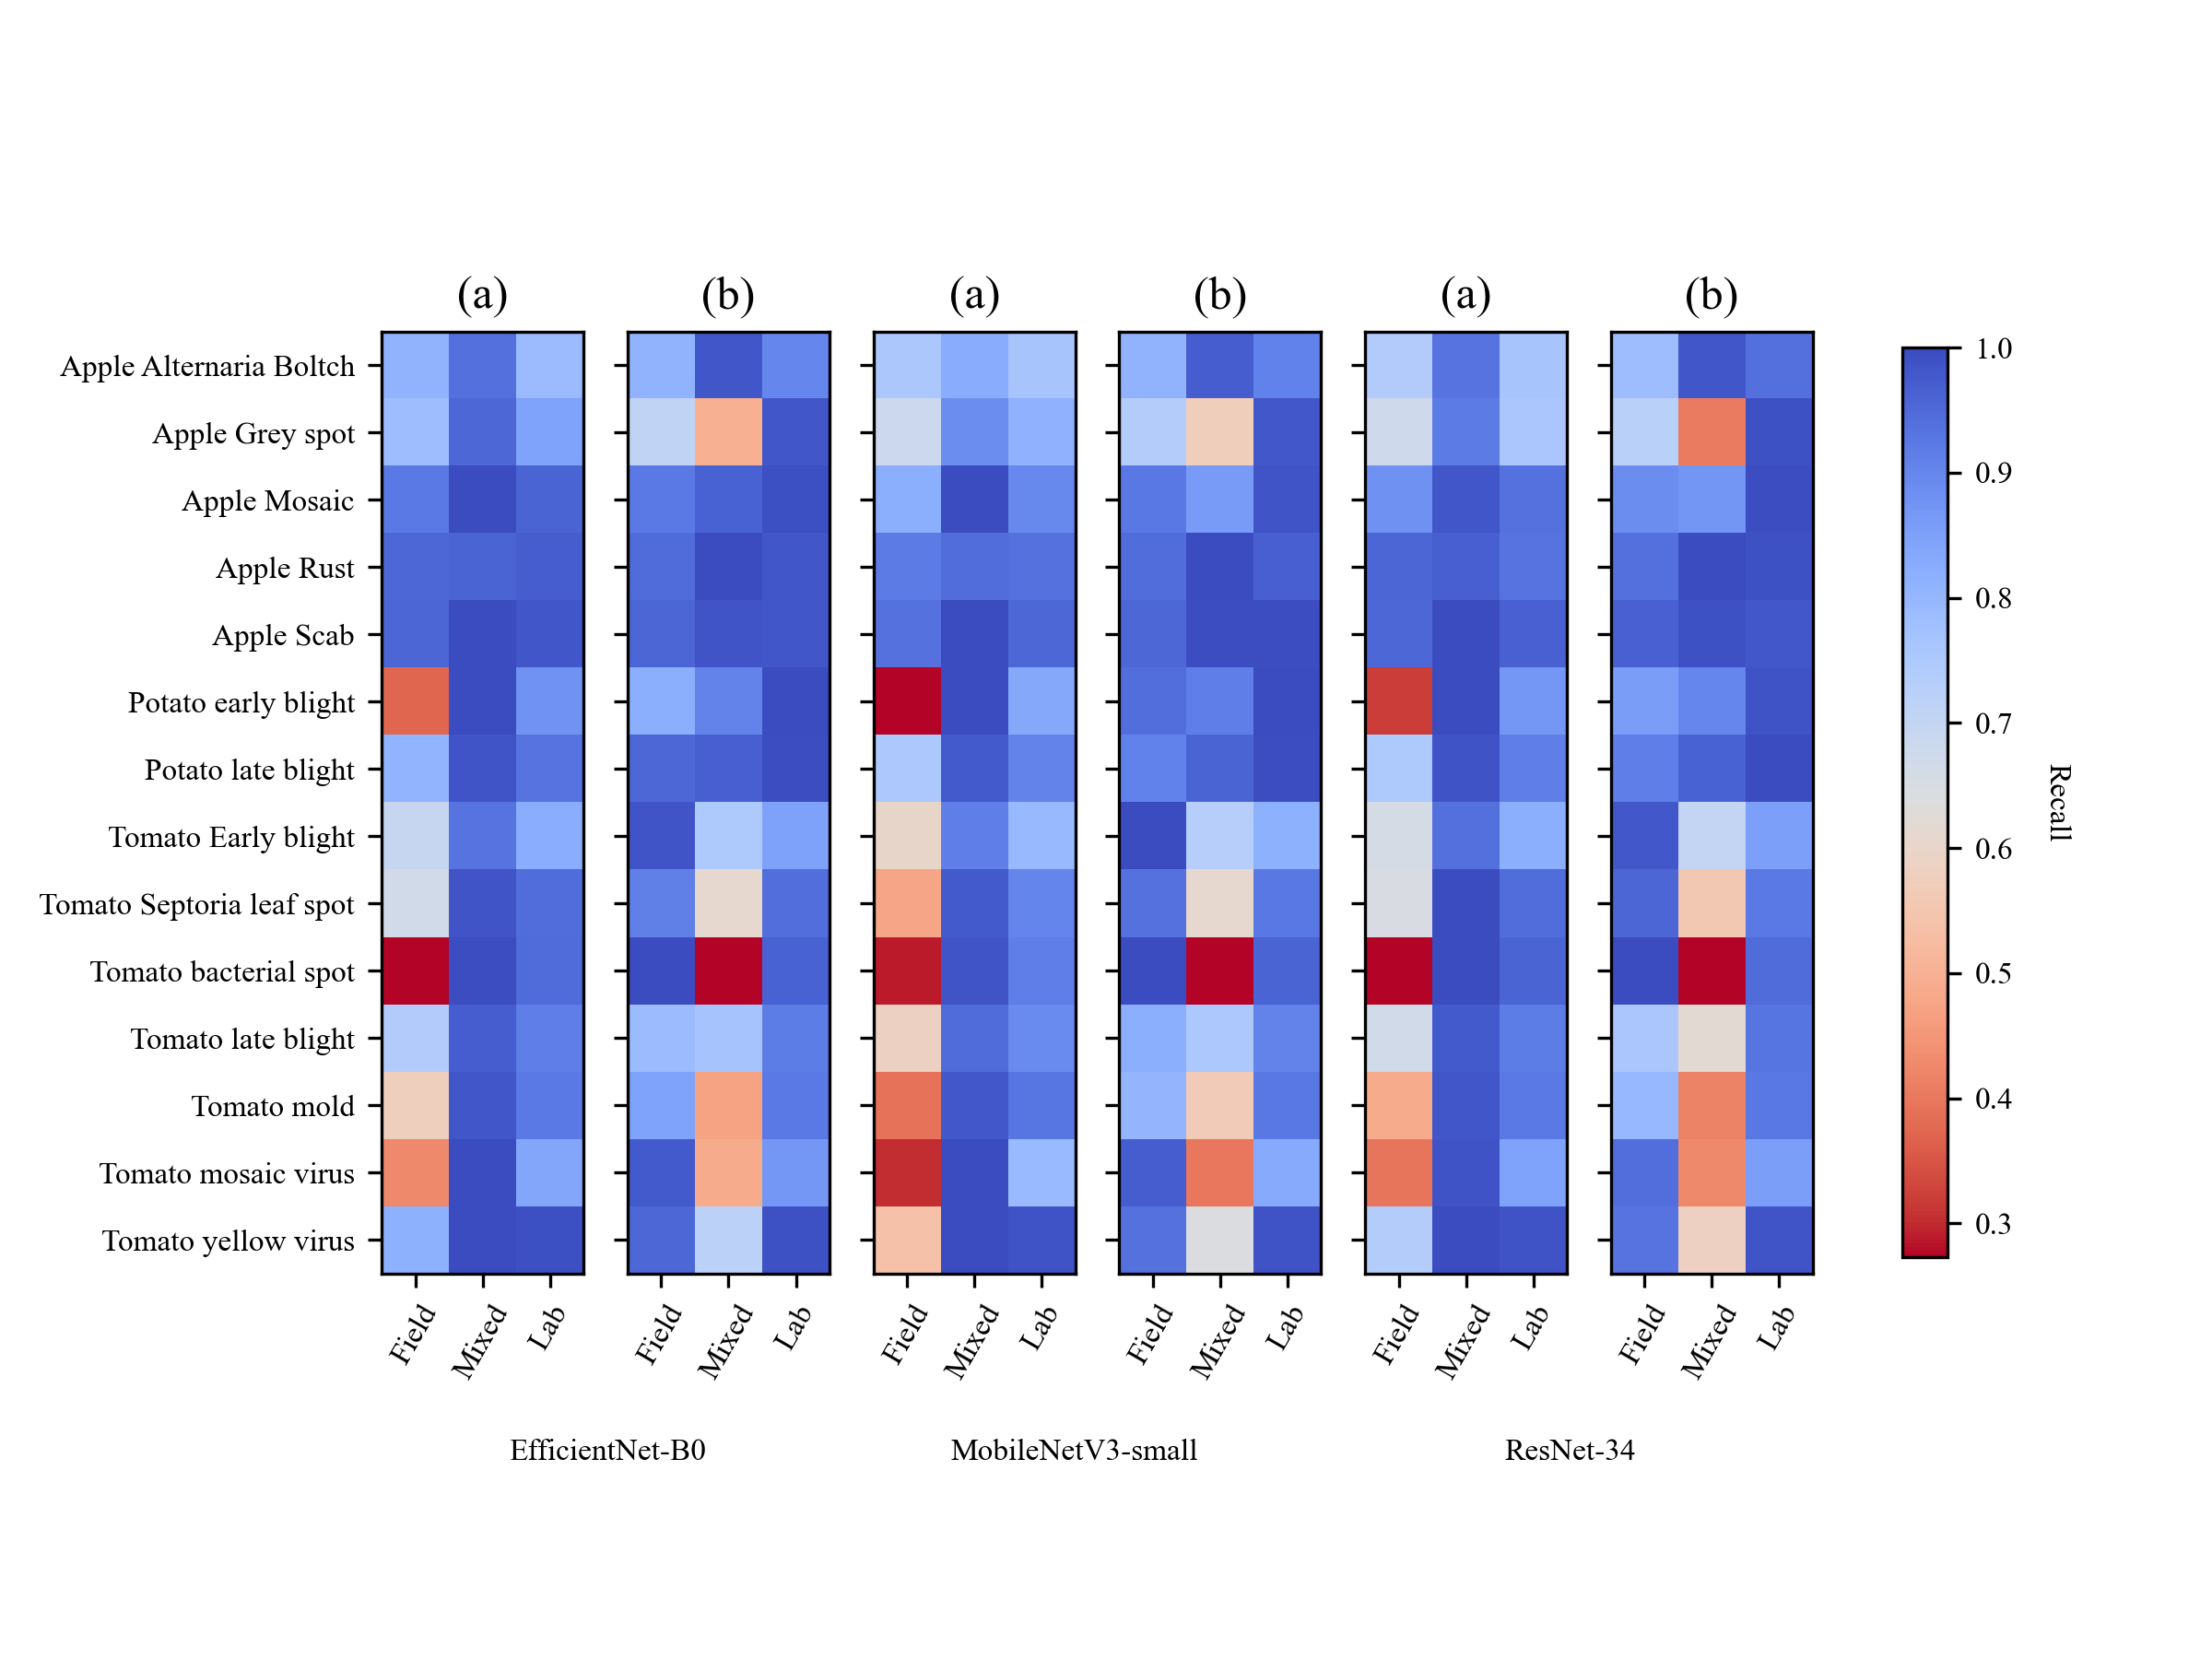 (a) (b) (a) (b) (a) (b)
Apple Alternaria Boltch
Apple Grey spot
Apple Mosaic
Apple Rust
Apple Scab
Potato early blight
Potato late blight
Tomato Early blight
Tomato Septoria leaf spot
Tomato bacterial spot
Tomato late blight
Tomato mold
Tomato mosaic virus
Tomato yellow virus
Field Mixed Lab Field Mixed Lab Field Mixed Lab Field Mixed Lab Field Mixed Lab Field Mixed Lab
EfficientNet-B0 MobileNetV3-small ResNet-34
1.0
0.9
0.8
0.7
0.6
0.5
0.4
0.3
Recall